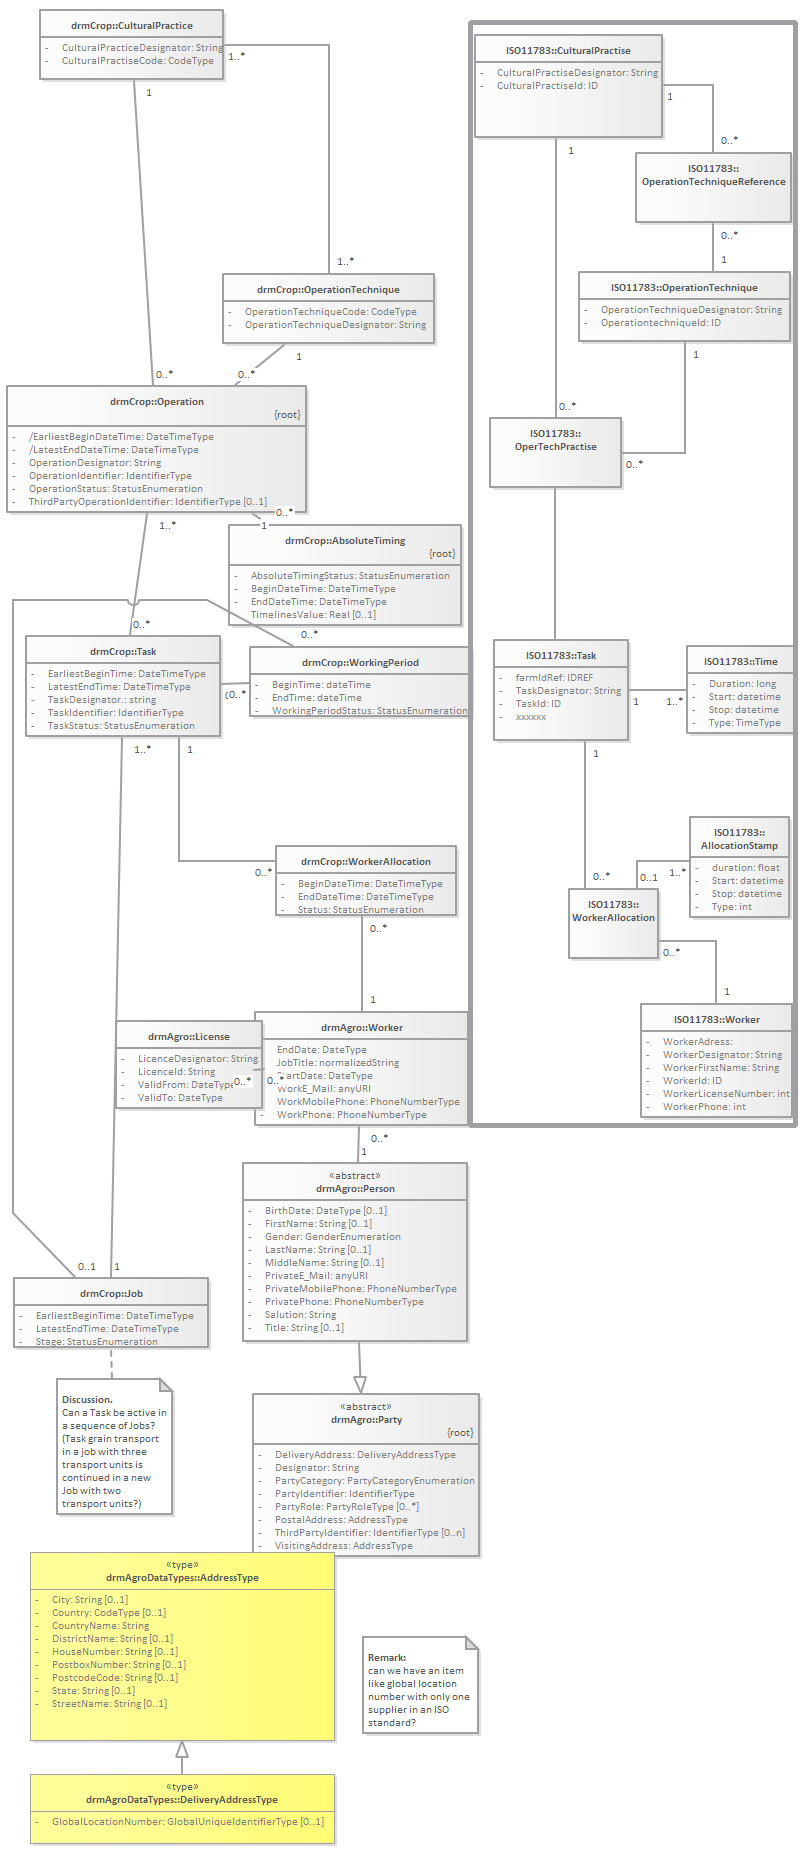 drmCrop::CulturalPractice
- CulturalPracticeDesignator: String
- CulturalPractiseCode: CodeType
1..*
1
1..*
drmCrop::OperationTechnique
- OperationTechniqueCode: CodeType
- OperationTechniqueDesignator: String
1
0..*
0..*
drmCrop::Operation
{root}
- /EarliestBeginDateTime: DateTimeType
- /LatestEndDateTime: DateTimeType
- OperationDesignator: String
- OperationIdentifier: IdentifierType
- OperationStatus: StatusEnumeration
- ThirdPartyOperationIdentifier: IdentifierType [0..1]
0..*
1..*
1
drmCrop::AbsoluteTiming
{root}
- AbsoluteTimingStatus: StatusEnumeration
- BeginDateTime: DateTimeType
- EndDateTime: DateTimeType
TimelinesValue: Real [0..1]
0..*
0..*
drmCrop::Task
- EarliestBeginTime: DateTimeType
- LatestEndTime: DateTimeType
- TaskDesignator.: string
- TaskIdentifier: IdentifierType
- TaskStatus: StatusEnumeration
drmCrop::WorkingPeriod
- BeginTime: dateTime
- EndTime: dateTime
- WorkingPeriodStatus: StatusEnumeration
0..*
1..*
1
0..*
drmCrop::WorkerAllocation
- BeginDateTime: DateTimeType
- EndDateTime: DateTimeType
- Status: StatusEnumeration
0..*
1
drmAgro::License
- LicenceDesignator: String
- LicenceId: String
- ValidFrom: DateType
- ValidTo: DateType
0..*
0..*
drmAgro::Worker
EndDate: DateType
JobTitle: normalizedString
StartDate: DateType
WorkE_Mail: anyURI
WorkMobilePhone: PhoneNumberType
- WorkPhone: PhoneNumberType
0..*
1
«abstract»
drmAgro::Person
- BirthDate: DateType [0..1]
- FirstName: String [0..1]
- Gender: GenderEnumeration
- LastName: String [0..1]
- MiddleName: String [0..1]
- PrivateE_Mail: anyURI
- PrivateMobilePhone: PhoneNumberType
- PrivatePhone: PhoneNumberType
- Salution: String
- Title: String [0..1]
0..1
1
drmCrop::Job
- EarliestBeginTime: DateTimeType
- LatestEndTime: DateTimeType
- Stage: StatusEnumeration
Discussion.
Can a Task be active in
a sequence of Jobs?
(Task grain transport
in a job with three
transport units is
continued in a new
Job with two
transport units?)
«abstract»
drmAgro::Party
{root}
- DeliveryAddress: DeliveryAddressType
- Designator: String
- PartyCategory: PartyCategoryEnumeration
- PartyIdentifier: IdentifierType
- PartyRole: PartyRoleType [0..*]
- PostalAddress: AddressType
- ThirdPartyIdentifier: IdentifierType [0..n]
- VisitingAddress: AddressType
«type»
drmAgroDataTypes::AddressType
- City: String [0..1]
- Country: CodeType [0..1]
- CountryName: String
- DistrictName: String [0..1]
- HouseNumber: String [0..1]
- PostboxNumber: String [0..1]
- PostcodeCode: String [0..1]
- State: String [0..1]
- StreetName: String [0..1]
Remark:
can we have an item
like global location
number with only one
supplier in an ISO
standard?
«type»
drmAgroDataTypes::DeliveryAddressType
- GlobalLocationNumber: GlobalUniqueIdentifierType [0..1]
ISO11783::CulturalPractise
- CulturalPractiseDesignator: String
- CulturalPractiseId: ID
1
1
0..*
ISO11783::
OperationTechniqueReference
0..*
1
ISO11783::OperationTechnique
- OperationTechniqueDesignator: String
- OperationtechniqueId: ID
1
0..*
ISO11783::
OperTechPractise
0..*
ISO11783::Task
- farmIdRef: IDREF
- TaskDesignator: String
- TaskId: ID
- xxxxxx
1
1..*
ISO11783::Time
- Duration: long
- Start: datetime
- Stop: datetime
- Type: TimeType
1
ISO11783::
AllocationStamp
- duration: float
- Start: datetime
- Stop: datetime
- Type: int
0..*
0..1
1..*
ISO11783::
WorkerAllocation
0..*
1
ISO11783::Worker
- WorkerAdress:
- WorkerDesignator: String
- WorkerFirstName: String
- WorkerId: ID
- WorkerLicenseNumber: int
- WorkerPhone: int